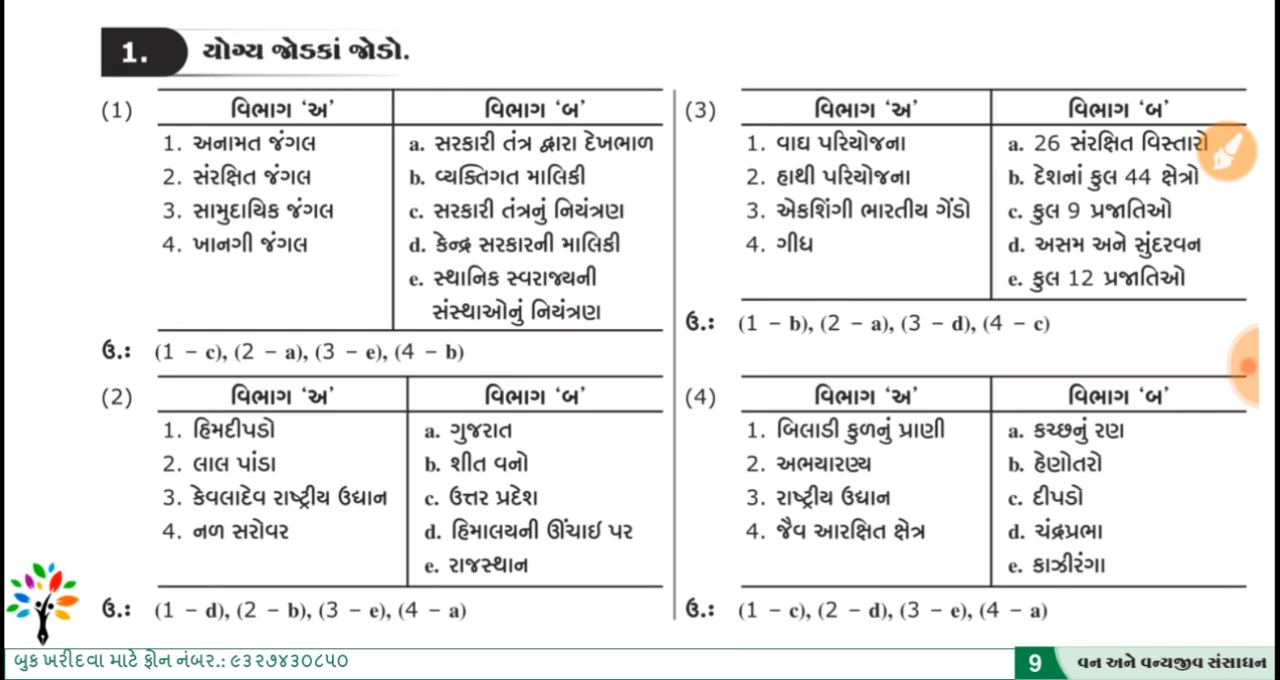 1. યોગ્ય જોડકાં જોડો.
(1) વિભાગ ‘અ’ વિભાગ ‘બ’
1. અનામત જંગલ a. સરકારી તંત્ર દ્વારા દેખભાળ
2. સંરક્ષિત જંગલ b. વ્યક્તિગત માલિકી
3. સામુદાયિક જંગલ c. સરકારી તંત્રનું નિયંત્રણ
4. ખાનગી જંગલ d. કેન્દ્ર સરકારની માલિકી
e. સ્થાનિક સ્વરાજ્યની
સંસ્થાઓનું નિયંત્રણ
ઉ.: (1 – c), (2 – a), (3 – e), (4 – b)
(2) વિભાગ ‘અ’ વિભાગ ‘બ’
1. હિમદીપડો a. ગુજરાત
2. લાલ પાંડા b. શીત વનો
3. કેવલાદેવ રાષ્ટ્રીય ઉદ્યાન c. ઉત્તર પ્રદેશ
4. નળ સરોવર d. હિમાલયની ઊંચાઈ પર
e. રાજસ્થાન
ઉ.: (1 – d), (2 – b), (3 – e), (4 – a)
(3) વિભાગ ‘અ’ વિભાગ ‘બ’
1. વાઘ પરિયોજના a. 26 સંરક્ષિત વિસ્તારો
2. હાથી પરિયોજના b. દેશનાં કુલ 44 ક્ષેત્રો
3. એકશિંગી ભારતીય ગેંડો c. કુલ 9 પ્રજાતિઓ
4. ગીધ d. અસમ અને સુંદરવન
e. કુલ 12 પ્રજાતિઓ
ઉ.: (1 – b), (2 – a), (3 – d), (4 – c)
(4) વિભાગ ‘અ’ વિભાગ ‘બ’
1. બિલાડી કુળનું પ્રાણી a. કચ્છનું રણ
2. અભયારણ્ય b. હેણોતરો
3. રાષ્ટ્રીય ઉદ્યાન c. દીપડો
4. જૈવ આરક્ષિત ક્ષેત્ર d. ચંદ્રપ્રભા
e. કાઝીરંગા
ઉ.: (1 – c), (2 – d), (3 – e), (4 – a)
બુક ખરીદવા માટે ફોન નંબર.: ૯૩૨૭૪૩૦૮૫૦
9 વન અને વન્યજીવ સંસાધન